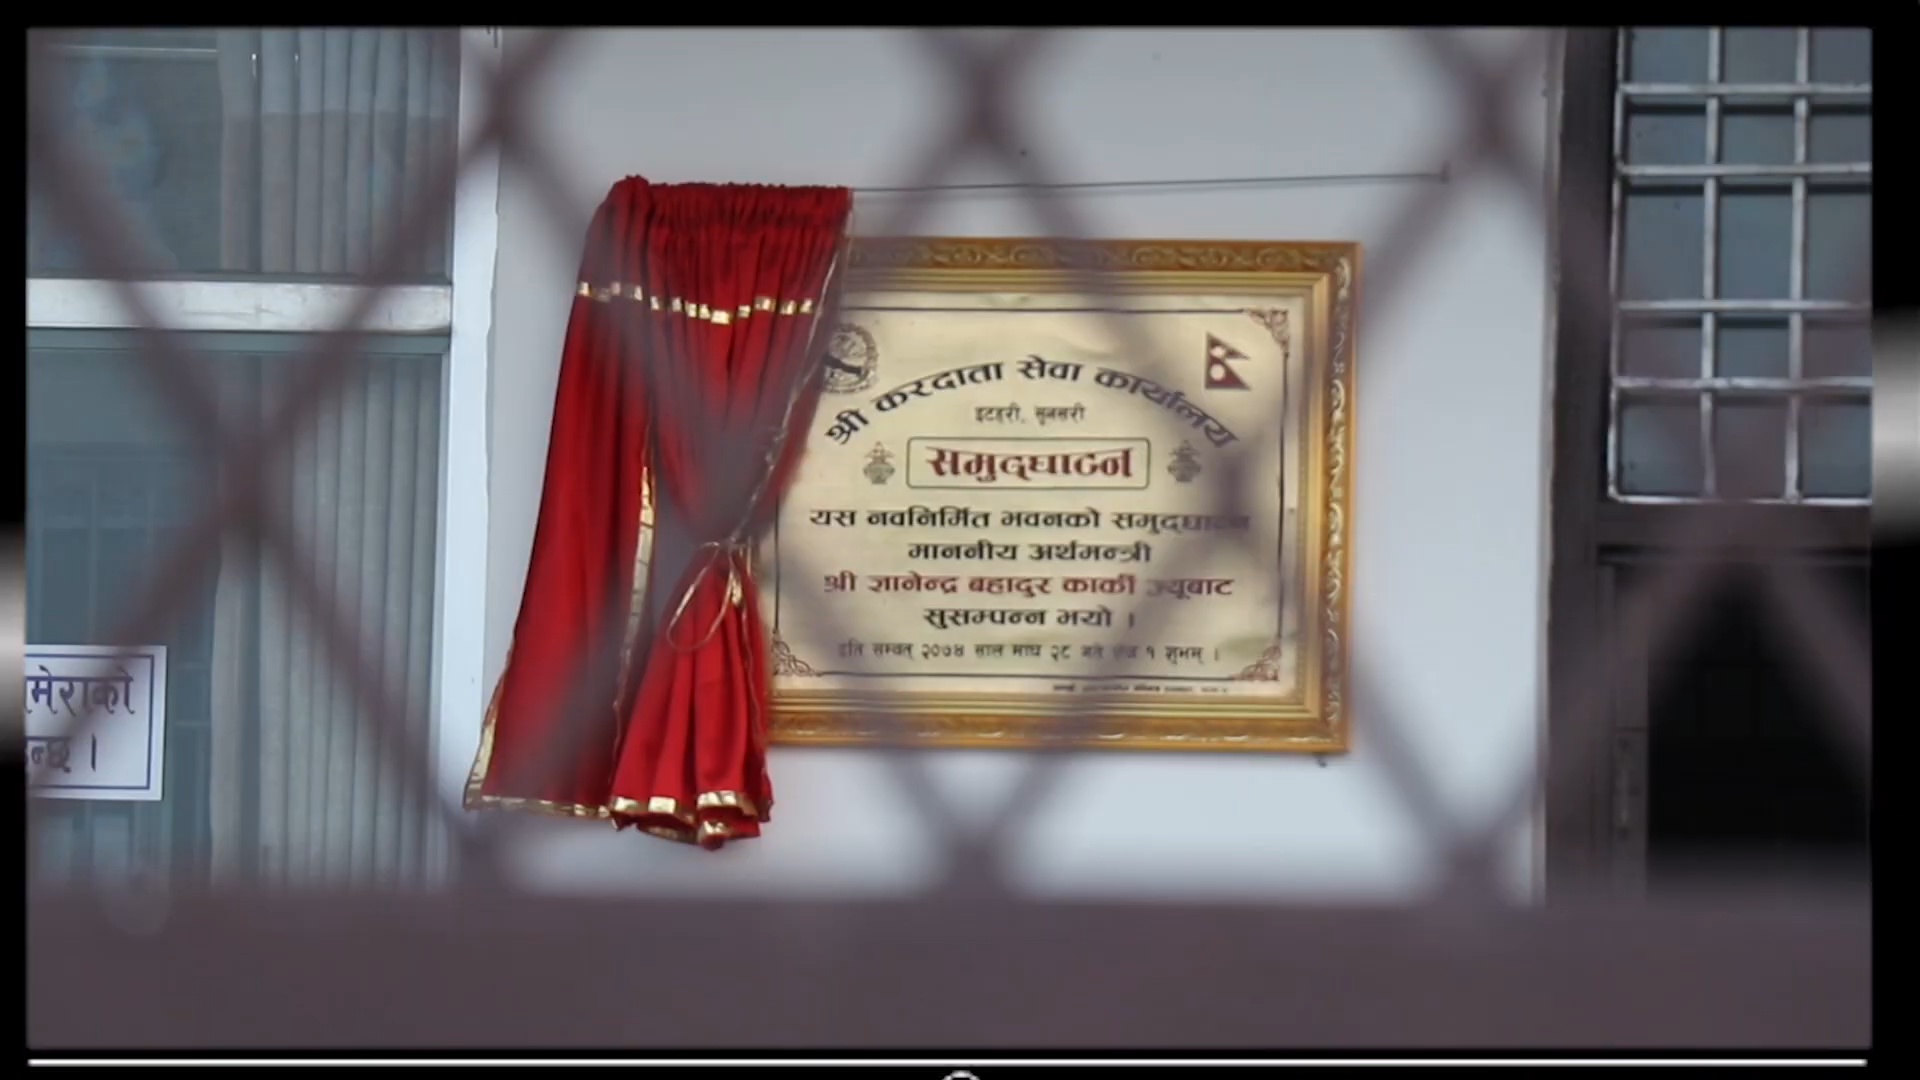 श्री करदाता सेवा कार्यालय
इटहरी, सुनसरी
समुद्घाटन
यस नवनिर्मित भवनको समुद्घाटन
माननीय अर्थमन्त्री
श्री ज्ञानेन्द्र बहादुर कार्की ज्यूबाट
सुसम्पन्न भयो ।
इति सम्वत् २०७४ साल माघ २८ गते रोज १ शुभम् ।
मेराको